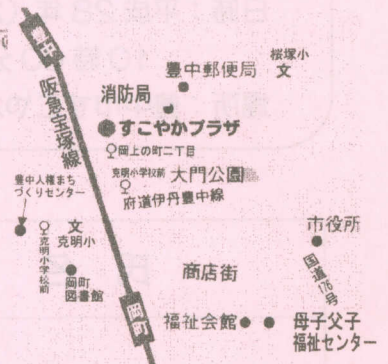 豊中
桜塚小
豊中郵便局 文
消防局
阪急宝塚線
すこやかプラザ
岡上の町二丁目
克明小学校前 大門公園
府道伊丹豊中線
豊中人権まち
づくりセンター
克明小学校前
文
克明小
岡町
図書館
市役所
国道176号
商店街
岡町
福祉会館
母子父子
福祉センター